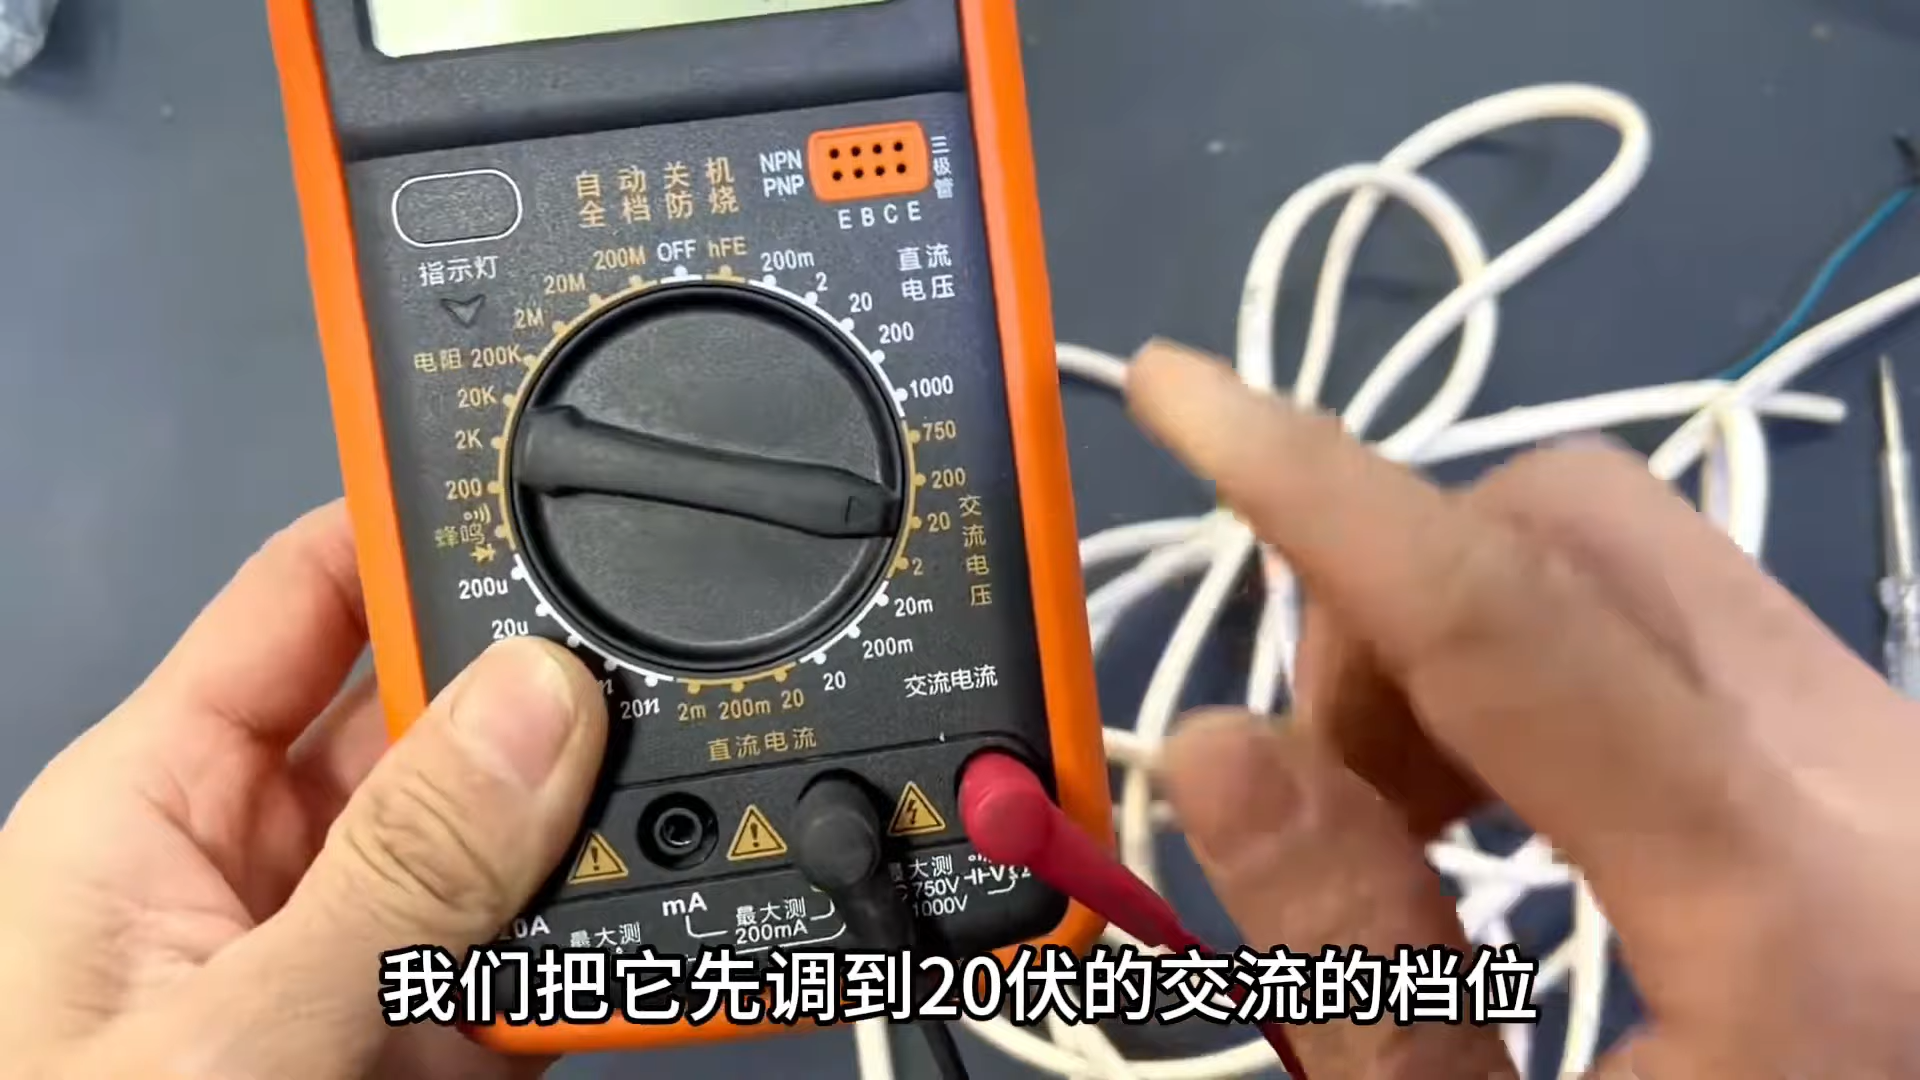 自动关机
全档防烧
NPN
PNP
三极管
E B C E
指示灯
OFF
hFE
200m
2
20
200
1000
直流
电压
750
200
20
2
交流电压
20m
200m
20
交流电流
20
200m
2m
直流电流
20n
20u
200u
蜂鸣
200
2K
20K
电阻 200K
2M
20M
200M
mA
最大测
200mA
最大测
最大测
750V
1000V
我们把它先调到20伏的交流的档位